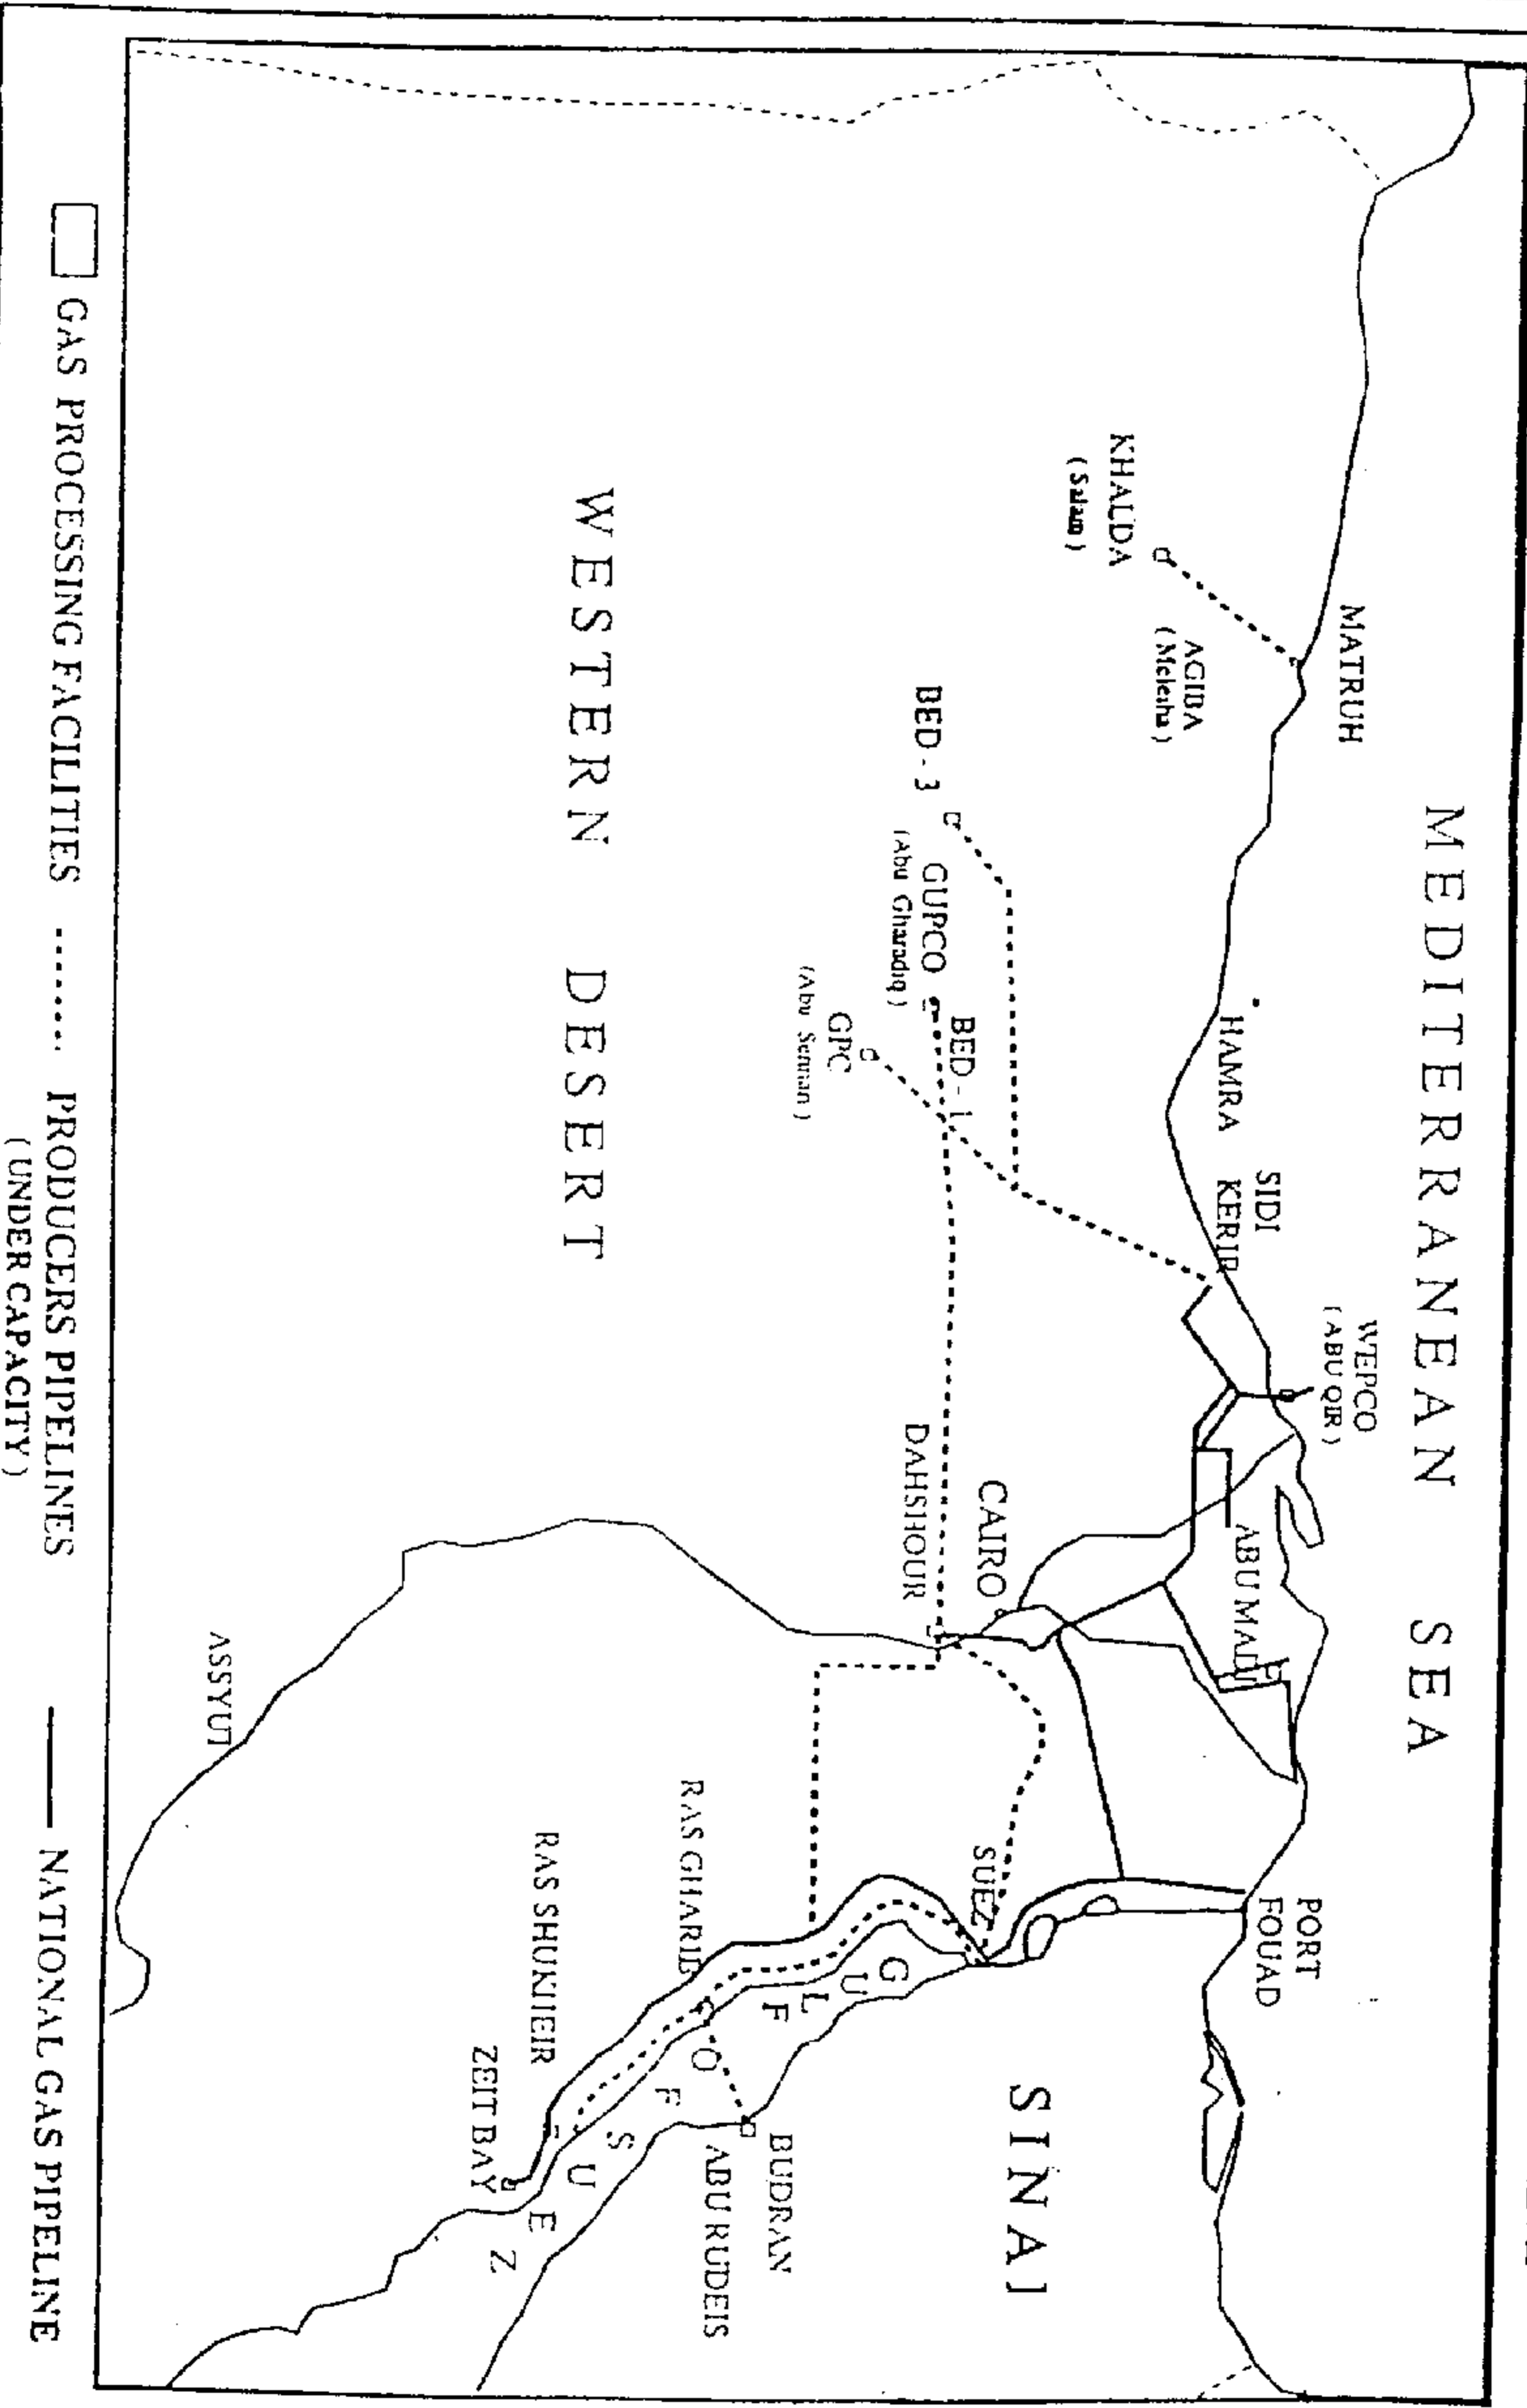 MEDITERRANEAN SEA
MATRUH
KHALDA
( Salam )
AGIBA
( Meleiha )
HAMRA
SIDI
KERIR
WEPCO
( ABU QIR )
ABU MADI
PORT
FOUAD
BED - 3
GUPCO
(Abu Gharadiq )
BED - 1
GPC
(Abu Sennan )
CAIRO
DAHSHOUR
SUEZ
SINAI
WESTERN DESERT
GULF OF SUEZ
RAS GHARIB
RAS SHUKHEIR
ZEIT BAY
BUDRAN
ABU RUDEIS
ASSYUT
GAS PROCESSING FACILITIES
PRODUCERS PIPELINES
( UNDER CAPACITY )
NATIONAL GAS PIPELINE